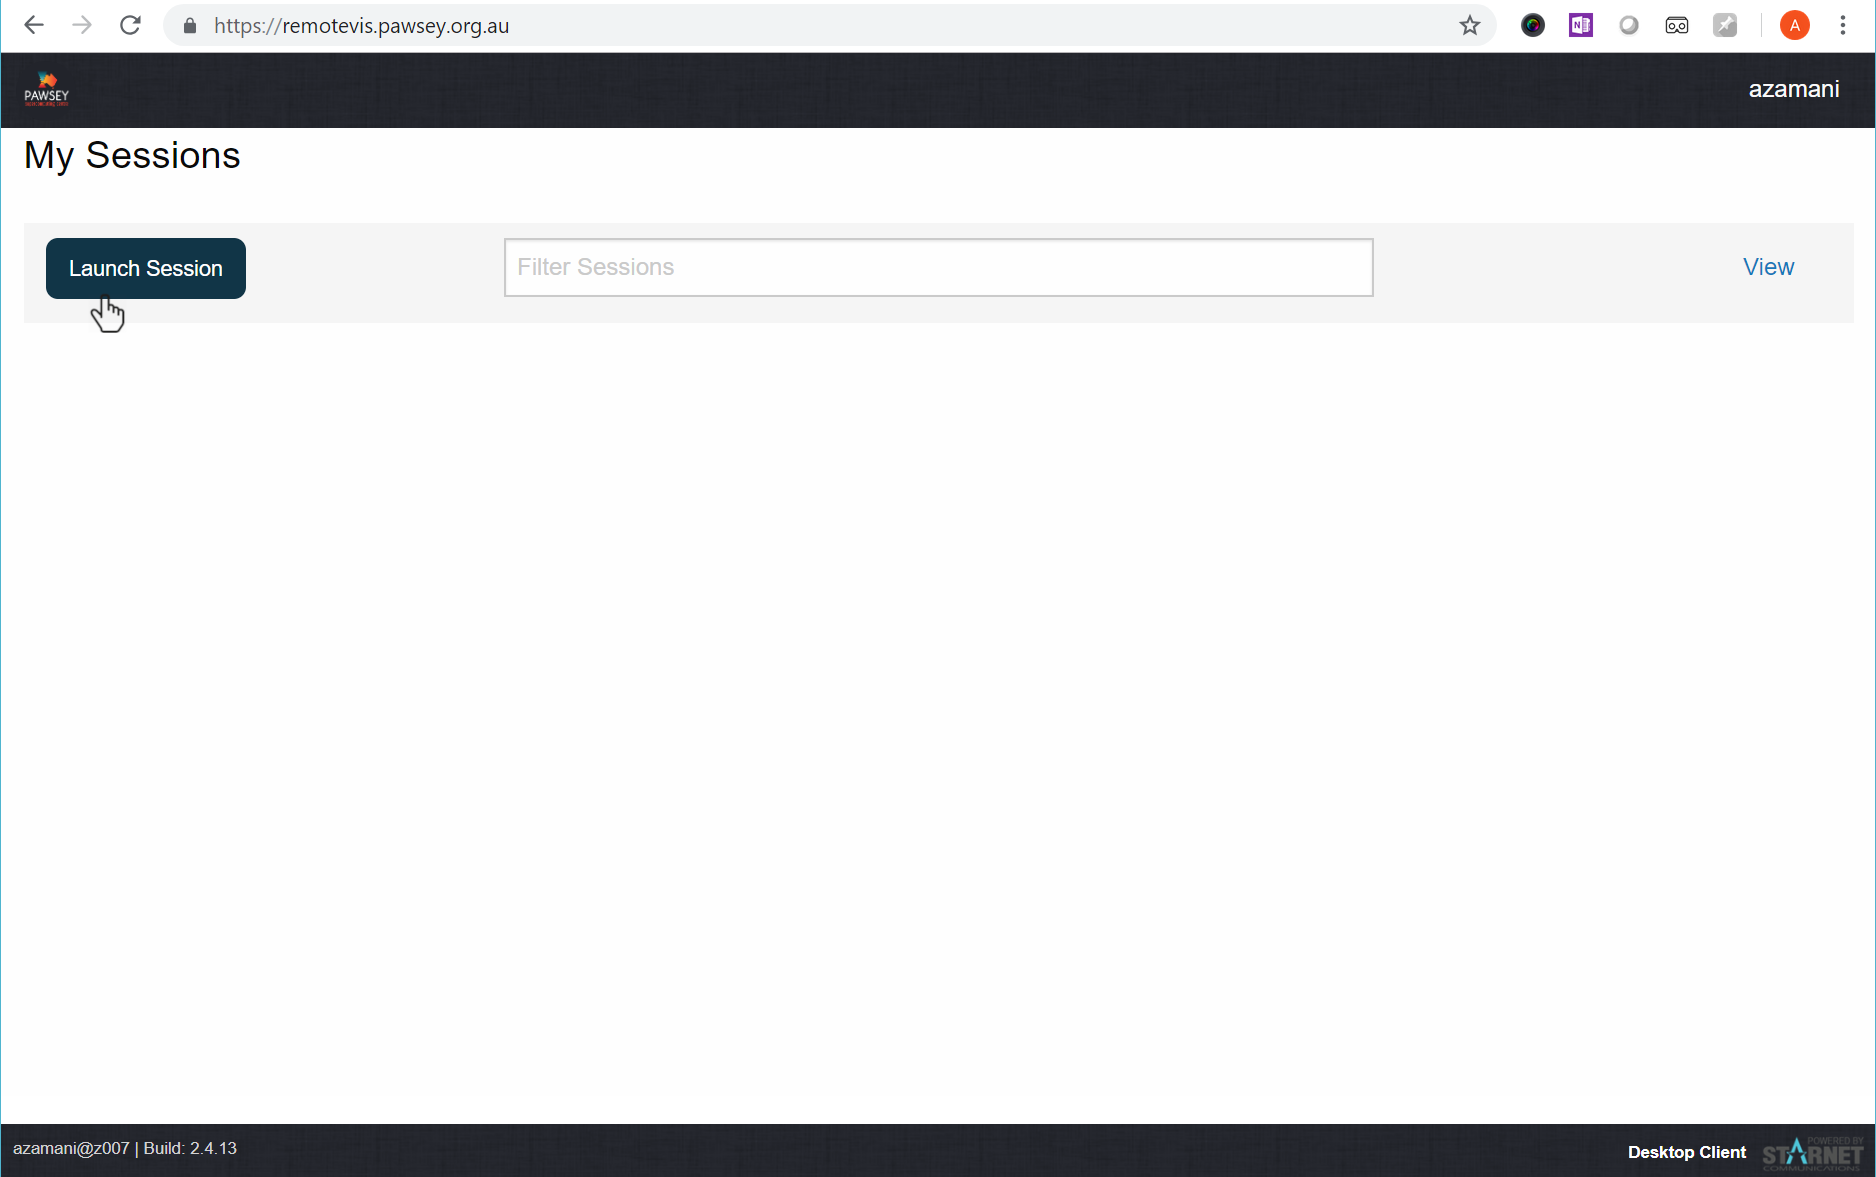 https://remotevis.pawsey.org.au
N
A
PAWSEY
azamani
My Sessions
Launch Session
Filter Sessions
View
azamani@z007 | Build: 2.4.13
Desktop Client
POWERED BY
STARNET
COMMUNICATIONS